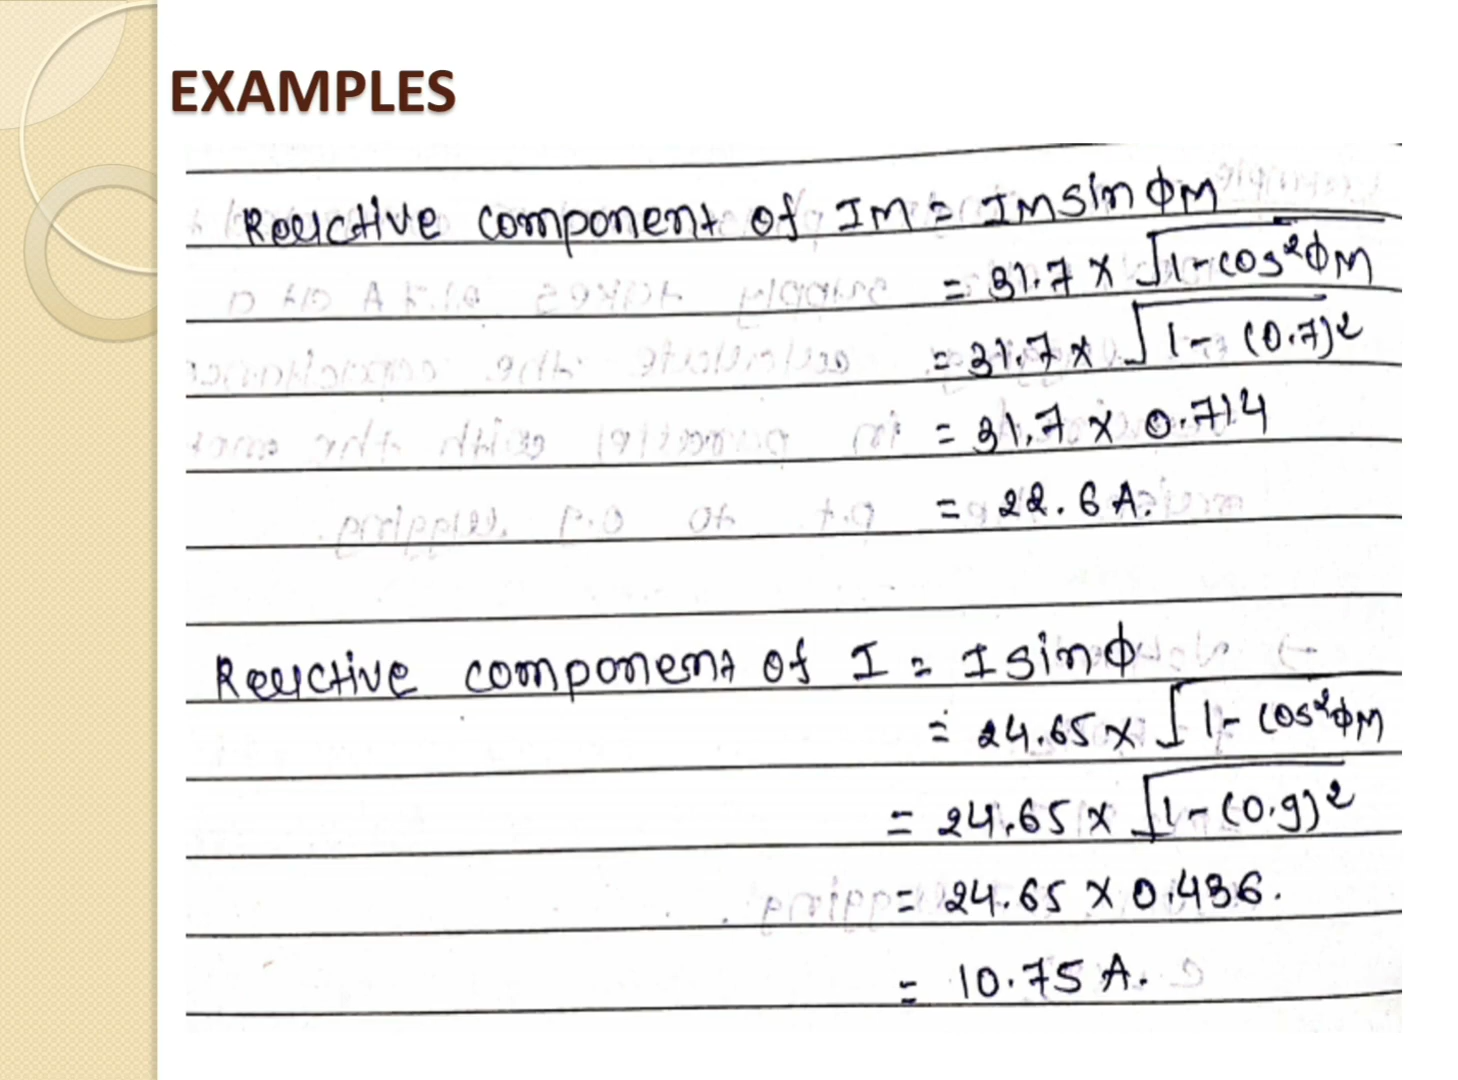 EXAMPLES
Reactive component of IM = IM sin ΦM
= 31.7 × √1-cos²ΦM
= 31.7 × √1-(0.7)²
= 31.7 × 0.714
= 22.6 A.
Reactive component of I = I sin Φ
= 24.65 × √1-cos²ΦM
= 24.65 × √1-(0.9)²
= 24.65 × 0.436.
= 10.75 A.